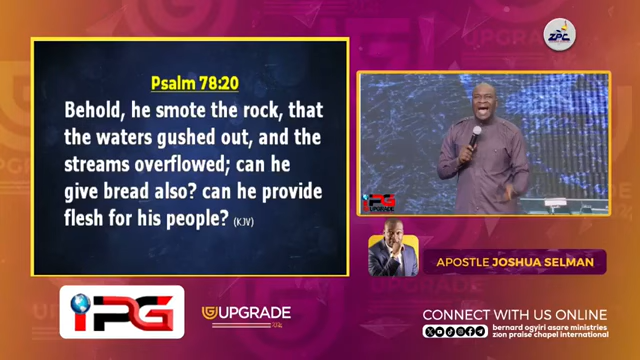 ZPC
Psalm 78:20
Behold, he smote the rock, that
the waters gushed out, and the
streams overflowed; can he
give bread also? can he provide
flesh for his people? (KJV)
iPG
UPGRADE
APOSTLE JOSHUA SELMAN
iPG
UPGRADE
CONNECT WITH US ONLINE
bernard ogyiri asare ministries
zion praise chapel international